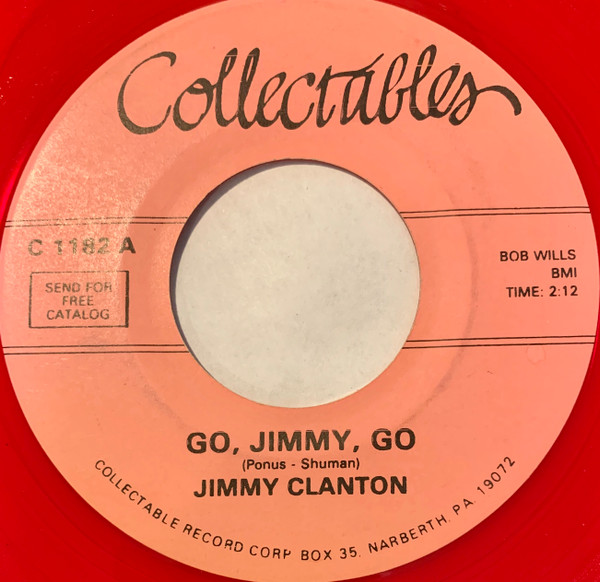 Collectables
C 1182 A
SEND FOR
FREE
CATALOG
BOB WILLS
BMI
TIME: 2:12
GO, JIMMY, GO
(Ponus - Shuman)
JIMMY CLANTON
COLLECTABLE RECORD CORP BOX 35, NARBERTH, PA, 19072